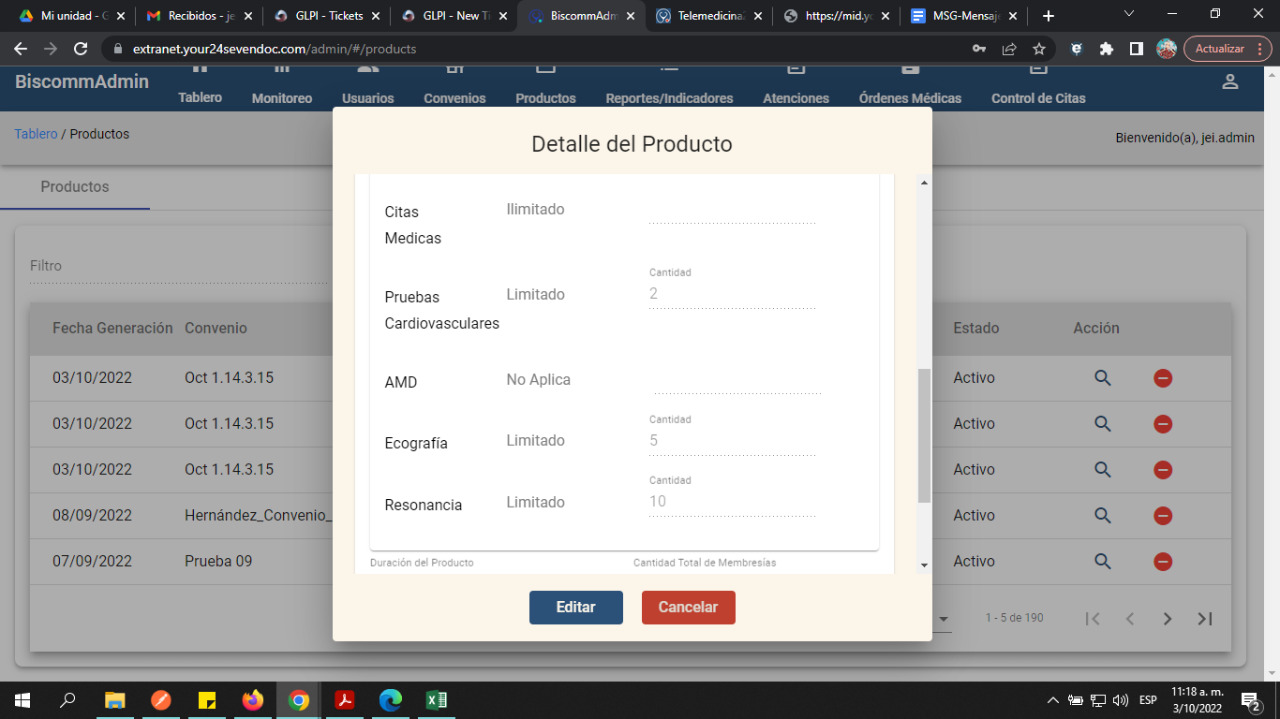 Mi unidad - G
Recibidos - je
GLPI - Tickets
GLPI - New Ti
BiscommAdm
Telemedicina
https://mid.yo
MSG-Mensaje
extranet.your24sevendoc.com/admin/#/products
Actualizar
BiscommAdmin
Tablero
Monitoreo
Usuarios
Convenios
Productos
Reportes/Indicadores
Atenciones
Órdenes Médicas
Control de Citas
Tablero / Productos
Bienvenido(a), jei.admin
Productos
Filtro
Fecha Generación Convenio Estado Acción
03/10/2022 Oct 1.14.3.15 Activo
03/10/2022 Oct 1.14.3.15 Activo
03/10/2022 Oct 1.14.3.15 Activo
08/09/2022 Hernández_Convenio_ Activo
07/09/2022 Prueba 09 Activo
1 - 5 de 190
Detalle del Producto
Citas
Medicas
Ilimitado
Pruebas
Cardiovasculares
Limitado
Cantidad
2
AMD
No Aplica
Ecografía
Limitado
Cantidad
5
Resonancia
Limitado
Cantidad
10
Duración del Producto
Cantidad Total de Membresías
Editar
Cancelar
ESP
11:18 a. m.
3/10/2022
2